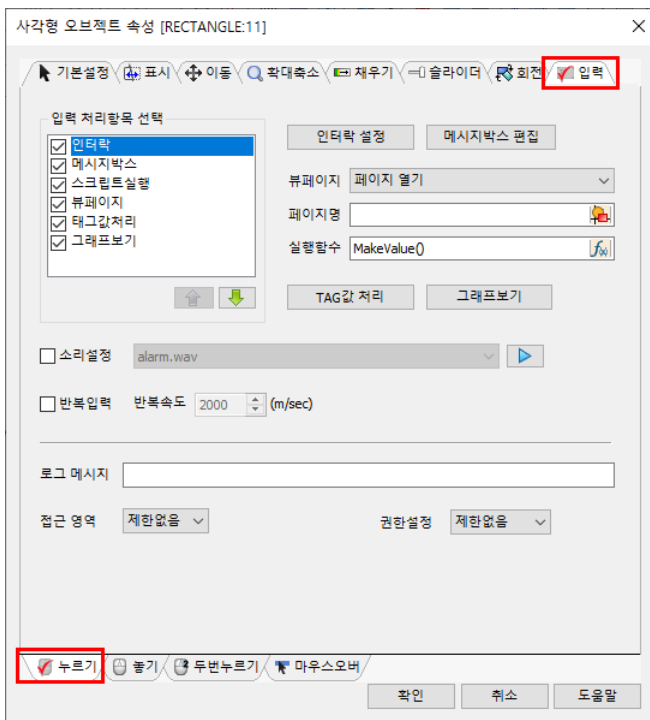 사각형 오브젝트 속성 [RECTANGLE:11]
기본설정 표시 이동 확대축소 채우기 슬라이더 회전 입력
입력 처리항목 선택
인터락
메시지박스
스크립트실행
뷰페이지
태그값처리
그래프보기
인터락 설정 메시지박스 편집
뷰페이지 페이지 열기
페이지명
실행함수 MakeValue()
TAG값 처리 그래프보기
소리설정 alarm.wav
반복입력 반복속도 2000 (m/sec)
로그 메시지
접근 영역 제한없음 권한설정 제한없음
누르기 놓기 두번누르기 마우스오버
확인 취소 도움말